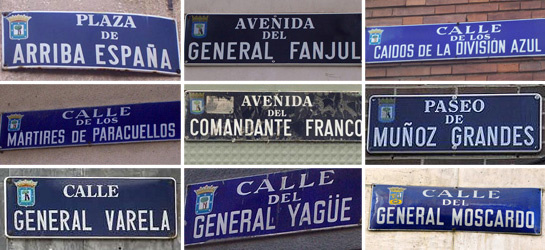 PLAZA
DE
ARRIBA ESPAÑA
AVENIDA
DEL
GENERAL FANJUL
CALLE
DE LOS
CAIDOS DE LA DIVISIÓN AZUL
CALLE
DE LOS
MARTIRES DE PARACUELLOS
AVENIDA
DEL
COMANDANTE FRANCO
PASEO
DE
MUÑOZ GRANDES
CALLE
GENERAL VARELA
CALLE
DEL
GENERAL YAGÜE
CALLE
DEL
GENERAL MOSCARDO